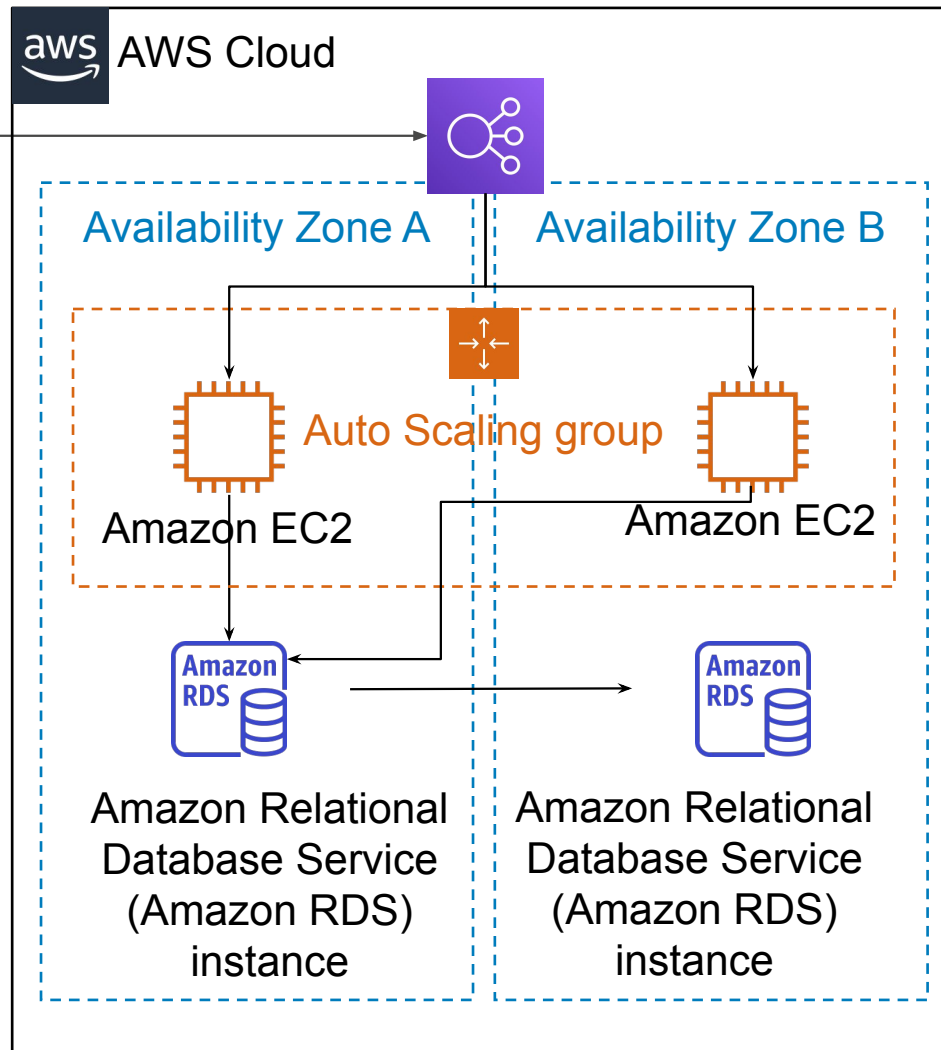 aws
AWS Cloud
Availability Zone A
Availability Zone B
Auto Scaling group
Amazon EC2
Amazon EC2
Amazon
RDS
Amazon
RDS
Amazon Relational
Database Service
(Amazon RDS)
instance
Amazon Relational
Database Service
(Amazon RDS)
instance